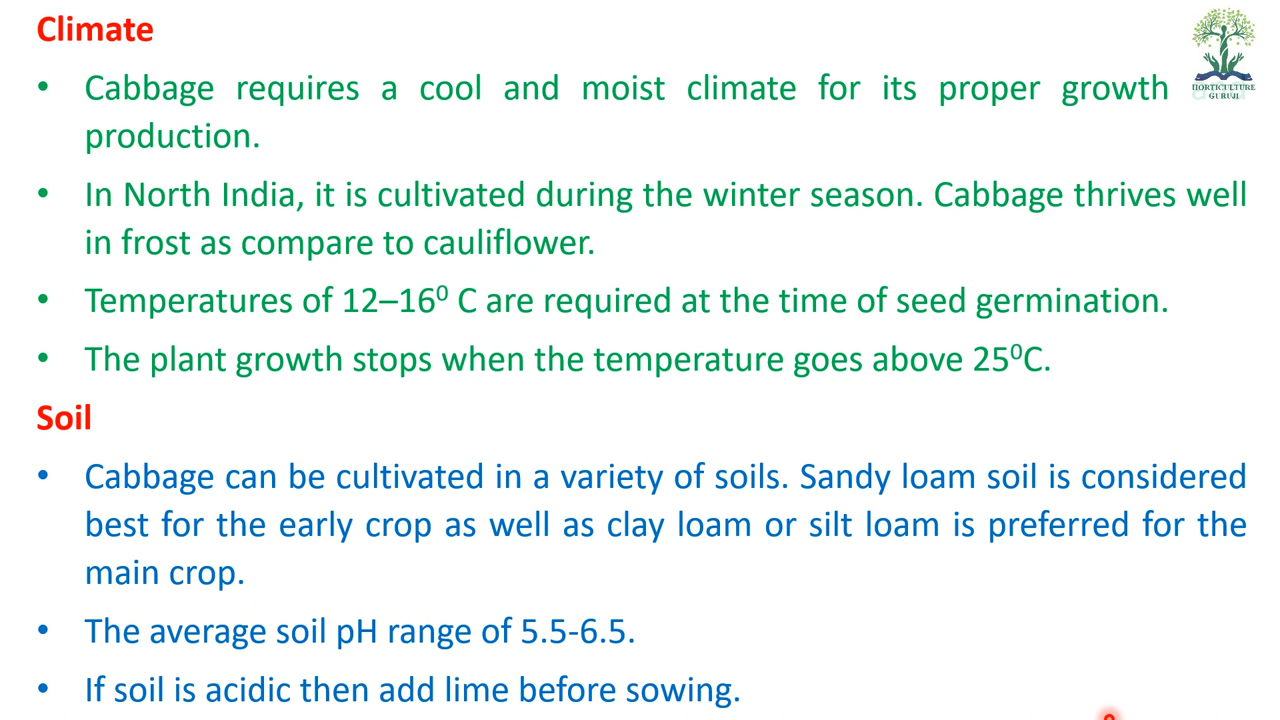 Climate
• Cabbage requires a cool and moist climate for its proper growth
production.
• In North India, it is cultivated during the winter season. Cabbage thrives well
in frost as compare to cauliflower.
• Temperatures of 12–16⁰ C are required at the time of seed germination.
• The plant growth stops when the temperature goes above 25⁰C.
Soil
• Cabbage can be cultivated in a variety of soils. Sandy loam soil is considered
best for the early crop as well as clay loam or silt loam is preferred for the
main crop.
• The average soil pH range of 5.5-6.5.
• If soil is acidic then add lime before sowing.
HORTICULTURE
GURUJI